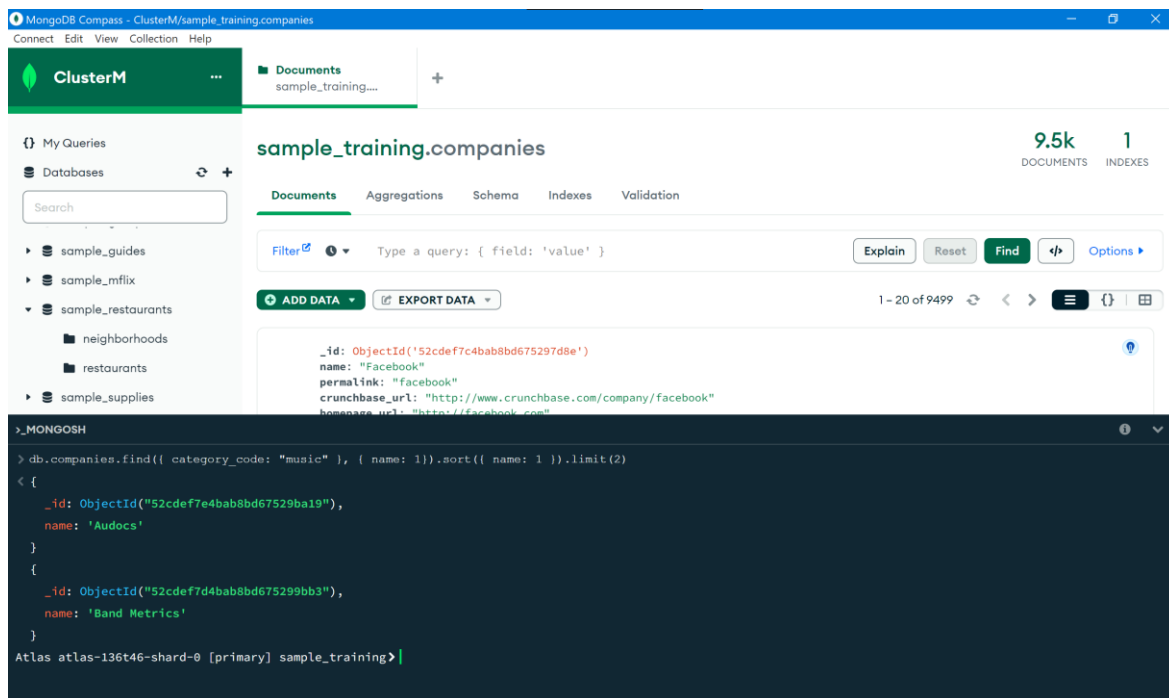 MongoDB Compass - ClusterM/sample_training.companies
Connect Edit View Collection Help
ClusterM ...
Documents
sample_training....
+
{} My Queries
Databases
Search
sample_guides
sample_mflix
sample_restaurants
neighborhoods
restaurants
sample_supplies
sample_training.companies
9.5k
DOCUMENTS
1
INDEXES
Documents Aggregations Schema Indexes Validation
Filter Type a query: { field: 'value' } Explain Reset Find </> Options
ADD DATA EXPORT DATA 1 – 20 of 9499 {}
_id: ObjectId('52cdef7c4bab8bd675297d8e')
name: "Facebook"
permalink: "facebook"
crunchbase_url: "http://www.crunchbase.com/company/facebook"
homepage_url: "http://facebook.com"
>_MONGOSH
> db.companies.find({ category_code: "music" }, { name: 1}).sort({ name: 1 }).limit(2)
< {
_id: ObjectId("52cdef7e4bab8bd67529ba19"),
name: 'Audocs'
}
{
_id: ObjectId("52cdef7d4bab8bd675299bb3"),
name: 'Band Metrics'
}
Atlas atlas-136t46-shard-0 [primary] sample_training>